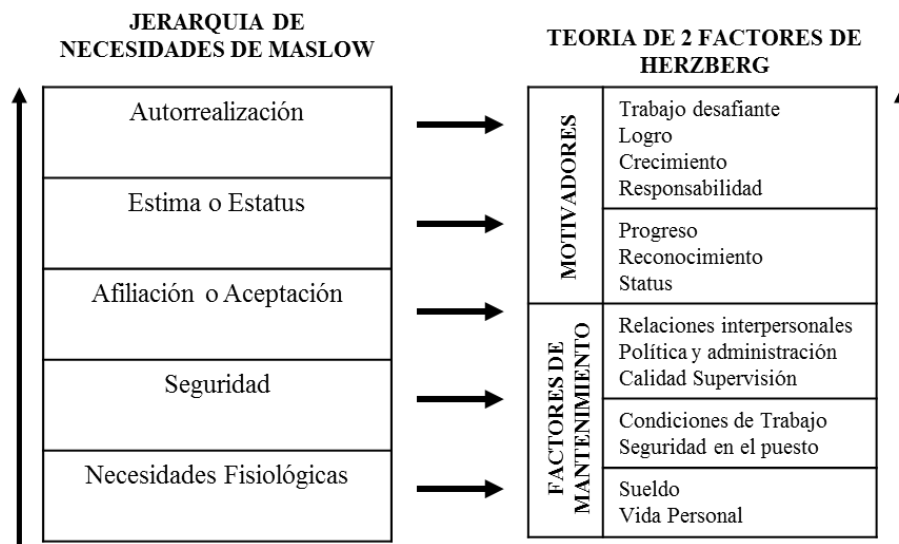 JERARQUIA DE
NECESIDADES DE MASLOW
Autorrealización
Estima o Estatus
Afiliación o Aceptación
Seguridad
Necesidades Fisiológicas
TEORIA DE 2 FACTORES DE
HERZBERG
MOTIVADORES
Trabajo desafiante
Logro
Crecimiento
Responsabilidad
Progreso
Reconocimiento
Status
FACTORES DE
MANTENIMIENTO
Relaciones interpersonales
Política y administración
Calidad Supervisión
Condiciones de Trabajo
Seguridad en el puesto
Sueldo
Vida Personal